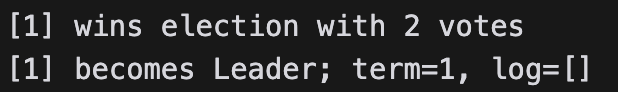 [1] wins election with 2 votes
[1] becomes Leader; term=1, log=[]